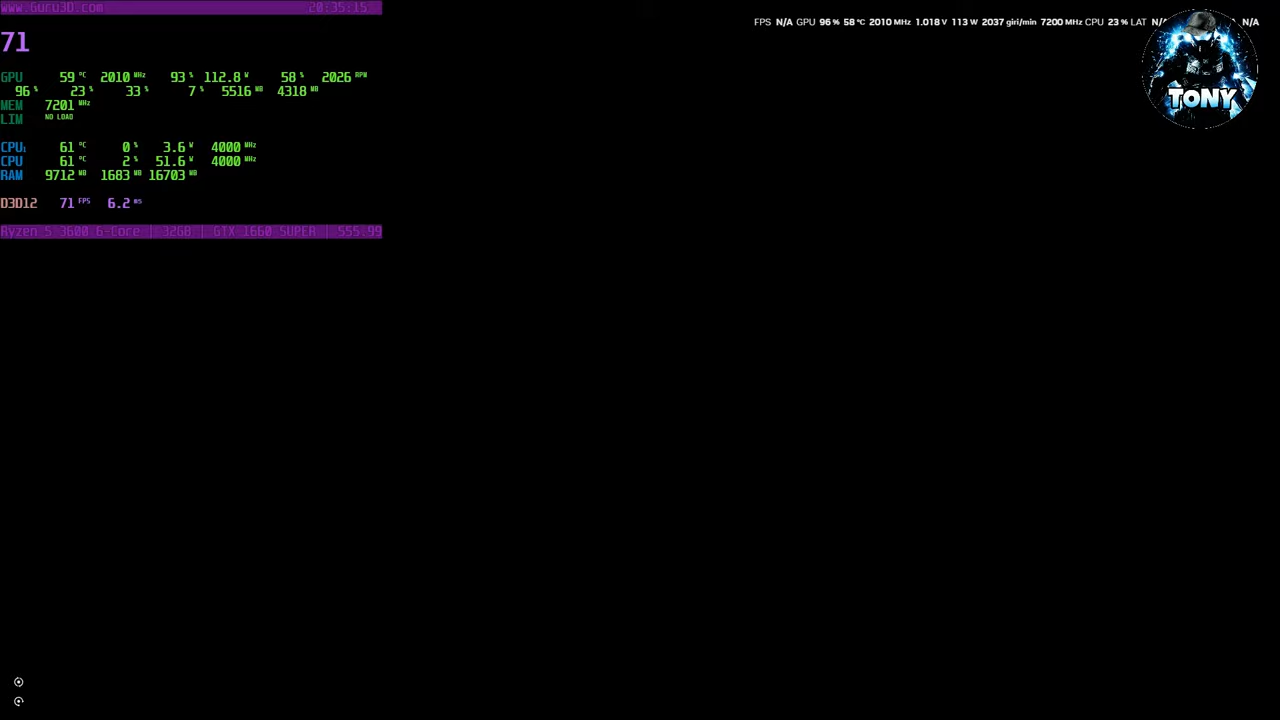 www.Guru3D.com 20:35:15
FPS N/A GPU 96 % 58 °C 2010 MHz 1.018 V 113 W 2037 giri/min 7200 MHz CPU 23 % LAT N/ N/A
71
TONY
GPU 59 °C 2010 MHz 93 % 112.8 W 58 % 2026 RPM
96 % 23 % 33 % 7 % 5516 MB 4318 MB
MEM 7201 MHz
LIM NO LOAD
CPU1 61 °C 0 % 3.6 W 4000 MHz
CPU 61 °C 2 % 51.6 W 4000 MHz
RAM 9712 MB 1683 MB 16703 MB
D3D12 71 FPS 6.2 ms
Ryzen 5 3600 6-Core | 32GB | GTX 1660 SUPER | 555.99